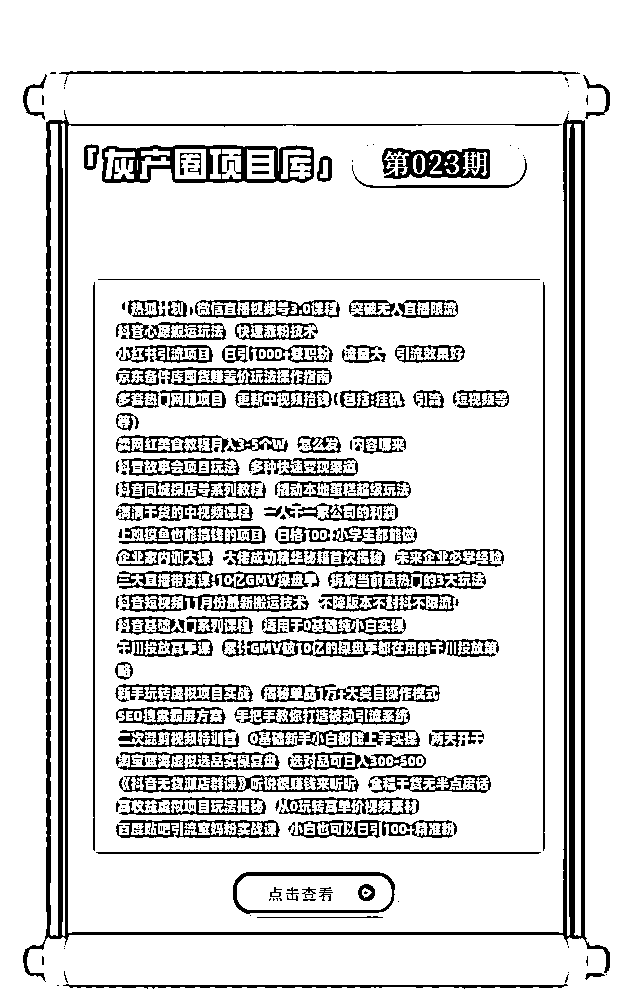 「灰产圈项目库」 第023期
「热狐计划」微信直播视频号3.0课程 突破无人直播限流
抖音心愿搬运玩法 快速涨粉技术
小红书引流项目 日引1000+兼职粉 流量大 引流效果好
京东备件库囤货赚差价玩法操作指南
多音热门网赚项目 更新中视频抢钱(包括:挂机 引流 短视频等
等)
卖网红美食教程月入3-5个W 怎么发 内容哪来
抖音故事会项目玩法 多种快速变现渠道
抖音同城探店号系列教程 撬动本地蛋糕超级玩法
满满干货的中视频课程 一人干一家公司的利润
上班摸鱼也能搞钱的项目 日撸100+小学生都能做
企业家内训大课 大佬成功精华秘籍首次揭秘 未来企业必学经验
三天直播带货课:10亿GMV操盘手 拆解当前最热门的3大玩法
抖音短视频11月份最新搬运技术 不降版本不封抖不限流!
抖音基础入门系列课程 适用于0基础纯小白实操
千川投放高手课 累计GMV破10亿的操盘手都在用的千川投放策
略
新手玩转虚拟项目实战 揭秘单店1万+大类目操作模式
SEO搜索霸屏方案 手把手教你打造被动引流系统
二次混剪视频特训营 0基础新手小白都能上手实操 两天开干
淘宝蓝海虚拟选品实操复盘 选对品可日入300-500
《抖音无货源店群课》听说很赚钱来听听 全程干货无半点废话
高收益虚拟项目玩法揭秘 从0玩转高单价视频素材
百度贴吧引流宝妈粉实战课 小白也可以日引100+精准粉
点击查看